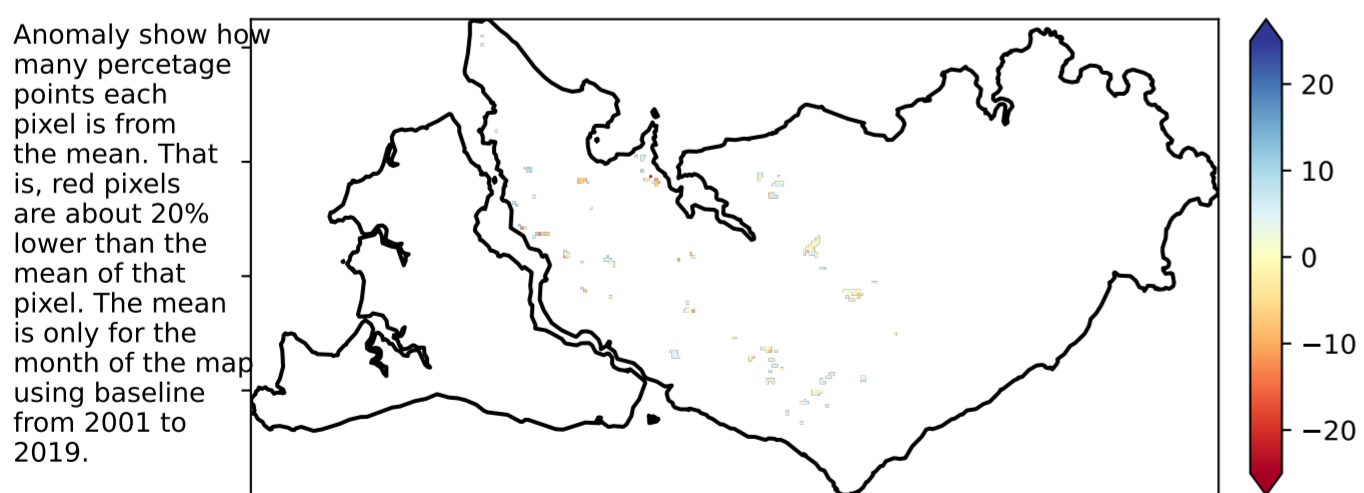 Anomaly show how
many percetage
points each
pixel is from
the mean. That
is, red pixels
are about 20%
lower than the
mean of that
pixel. The mean
is only for the
month of the map
using baseline
from 2001 to
2019.
20
10
0
−10
−20